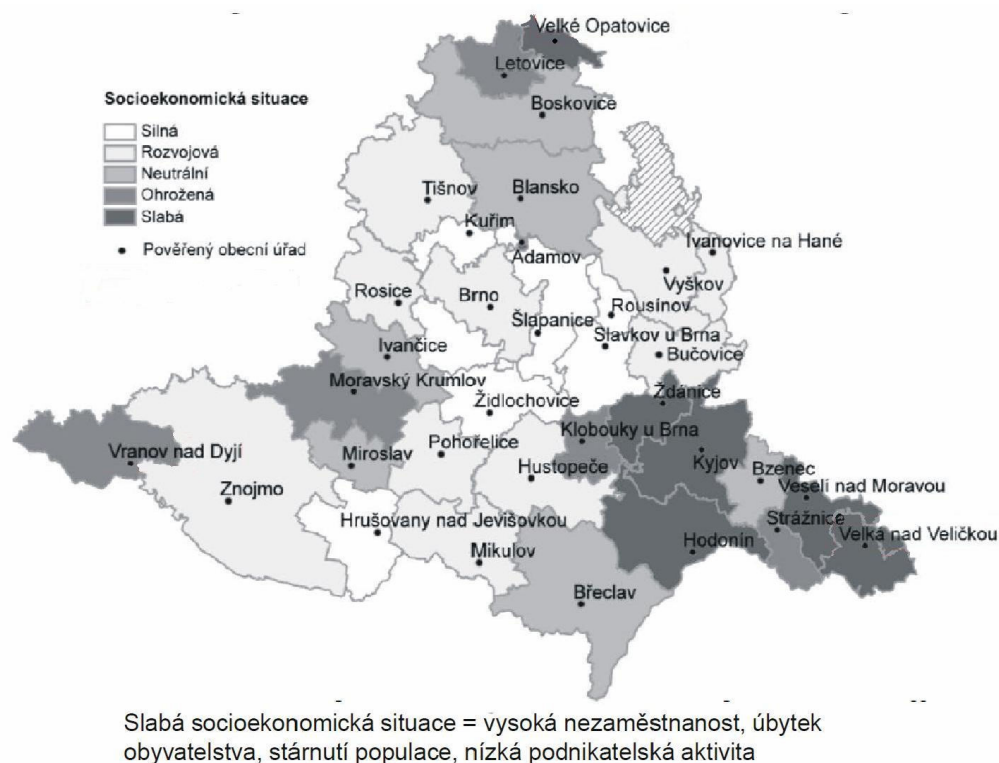 Velké Opatovice
Letovice
Socioekonomická situace
Silná
Rozvojová
Neutrální
Ohrožená
Slabá
Pověřený obecní úřad
Boskovice
Tišnov
Blansko
Kuřim
Adamov
Ivanovice na Hané
Vyškov
Rosice
Brno
Rousínov
Šlapanice
Slavkov u Brna
Ivančice
Bučovice
Moravský Krumlov
Ždánice
Židlochovice
Vranov nad Dyjí
Miroslav
Pohořelice
Klobouky u Brna
Kyjov
Hustopeče
Bzenec
Veselí nad Moravou
Znojmo
Hrušovany nad Jevišovkou
Strážnice
Velká nad Veličkou
Hodonín
Mikulov
Břeclav
Slabá socioekonomická situace = vysoká nezaměstnanost, úbytek
obyvatelstva, stárnutí populace, nízká podnikatelská aktivita